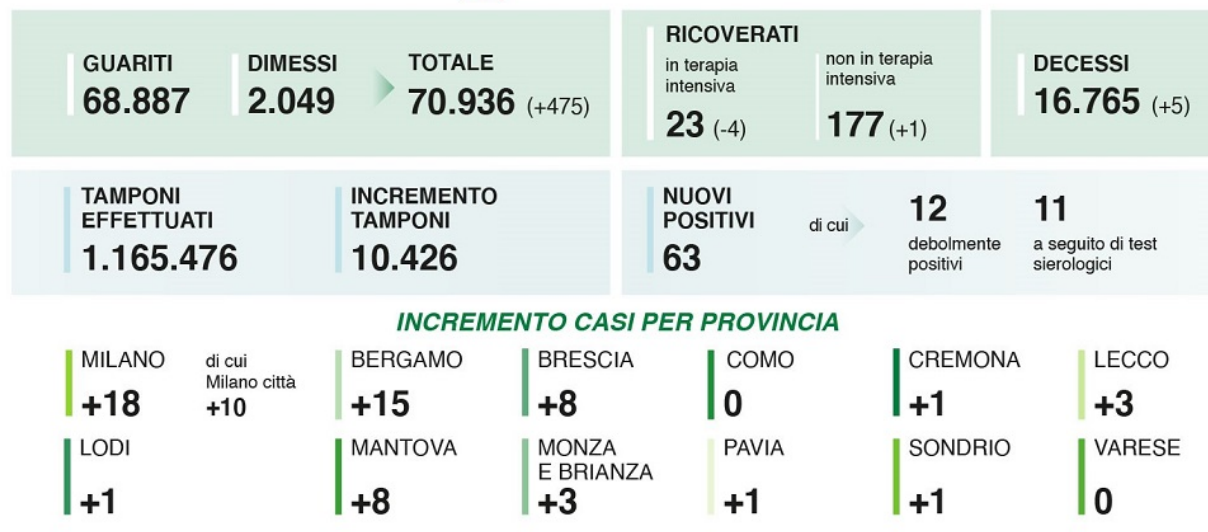 GUARITI
68.887
DIMESSI
2.049
TOTALE
70.936 (+475)
RICOVERATI
in terapia
intensiva
23 (-4)
non in terapia
intensiva
177 (+1)
DECESSI
16.765 (+5)
TAMPONI
EFFETTUATI
1.165.476
INCREMENTO
TAMPONI
10.426
NUOVI
POSITIVI
63
di cui
12
debolmente
positivi
11
a seguito di test
sierologici
INCREMENTO CASI PER PROVINCIA
MILANO
+18
di cui
Milano città
+10
BERGAMO
+15
BRESCIA
+8
COMO
0
CREMONA
+1
LECCO
+3
LODI
+1
MANTOVA
+8
MONZA
E BRIANZA
+3
PAVIA
+1
SONDRIO
+1
VARESE
0